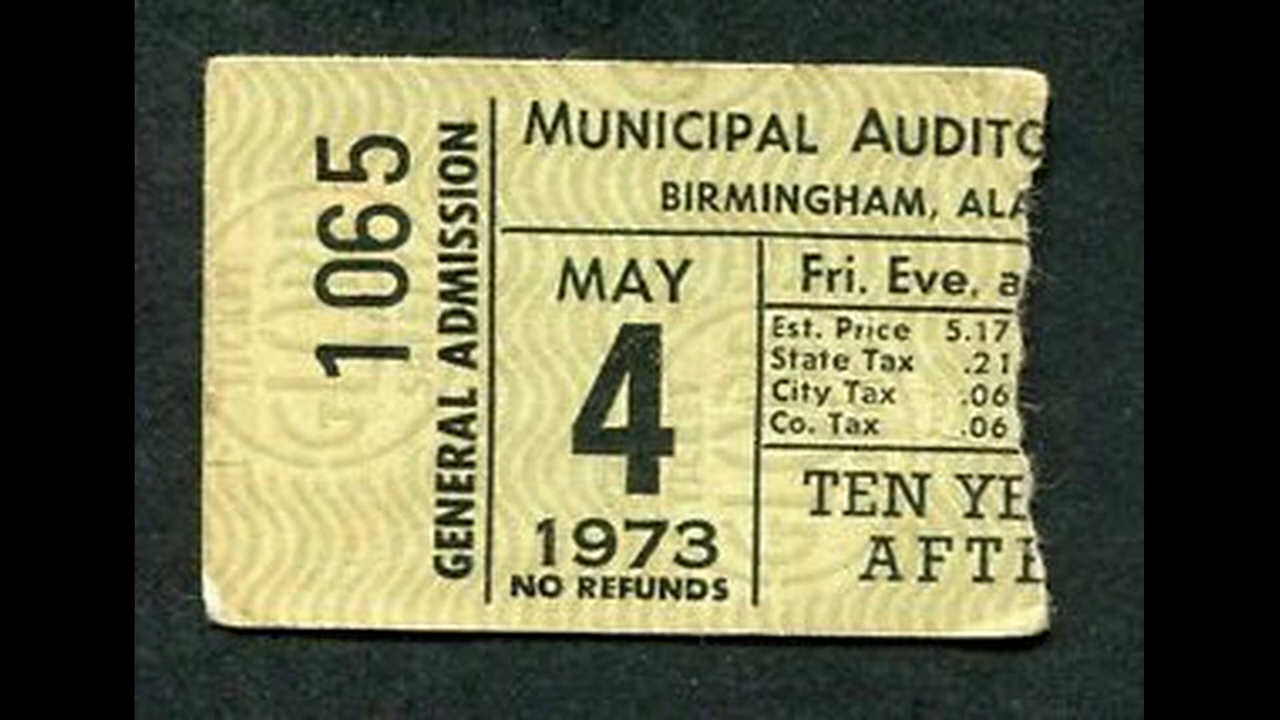 1065
GENERAL ADMISSION
MUNICIPAL AUDITO
BIRMINGHAM, ALA
MAY
4
1973
NO REFUNDS
Fri. Eve. a
Est. Price 5.17
State Tax .21
City Tax .06
Co. Tax .06
TEN YE
AFTE